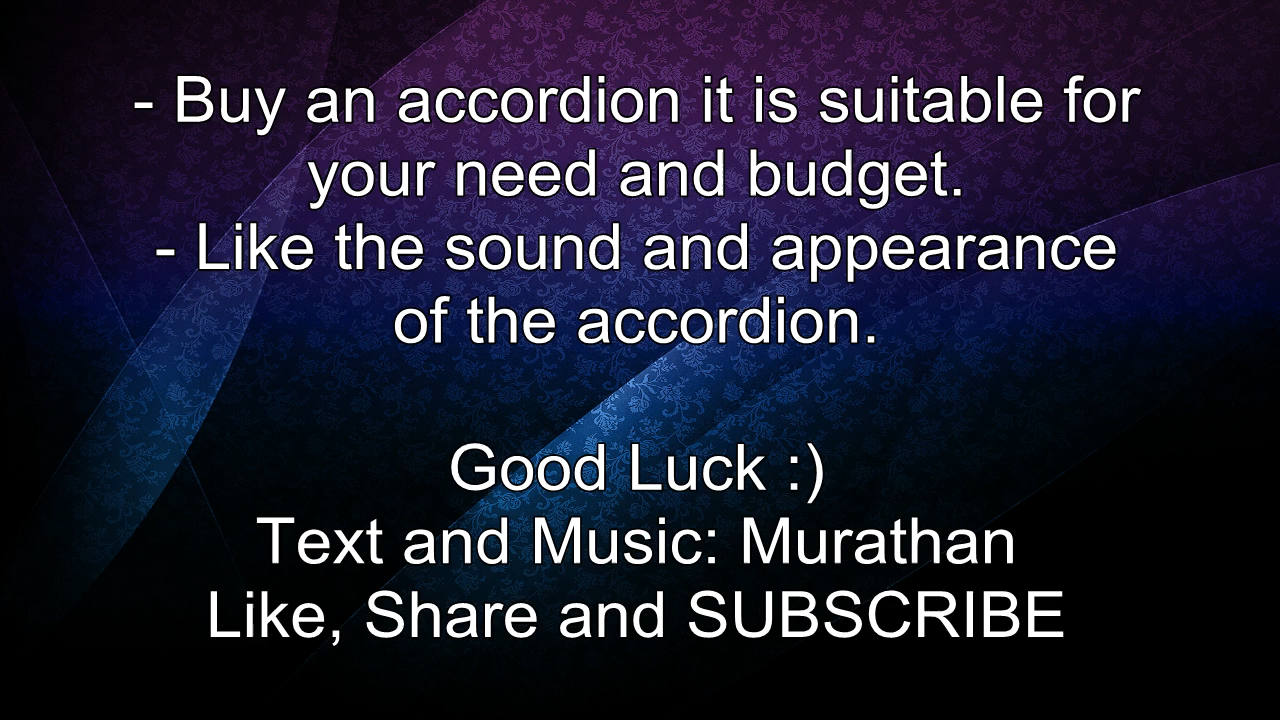 - Buy an accordion it is suitable for
your need and budget.
- Like the sound and appearance
of the accordion.
Good Luck :)
Text and Music: Murathan
Like, Share and SUBSCRIBE